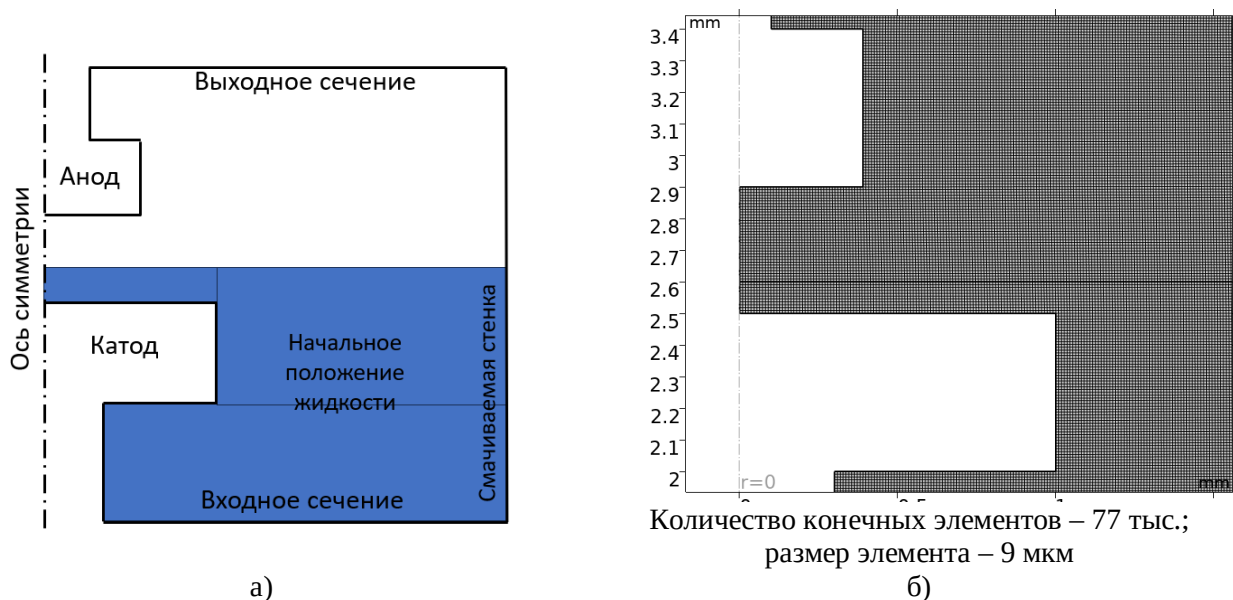 Выходное сечение
Анод
Ось симметрии
Катод
Начальное
положение
жидкости
Смачиваемая стенка
Входное сечение
а)
mm
3.4
3.3
3.2
3.1
3
2.9
2.8
2.7
2.6
2.5
2.4
2.3
2.2
2.1
2
r=0
mm
0
0.5
1
Количество конечных элементов – 77 тыс.;
размер элемента – 9 мкм
б)